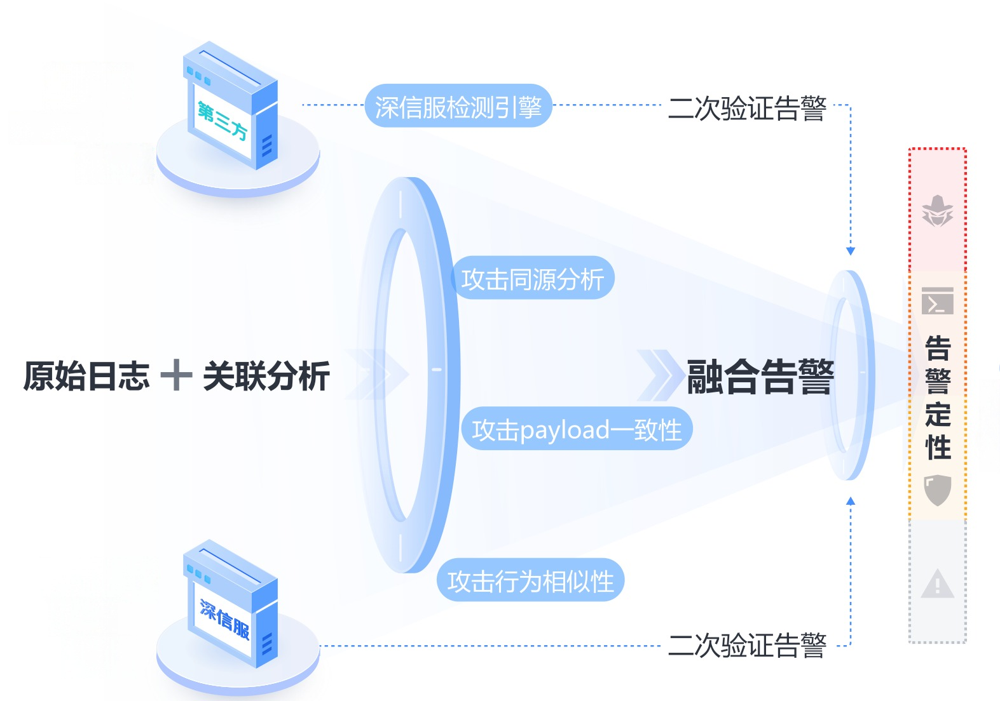 第三方
深信服检测引擎
二次验证告警
攻击同源分析
原始日志 + 关联分析
融合告警
告警定性
攻击payload一致性
攻击行为相似性
深信服
二次验证告警